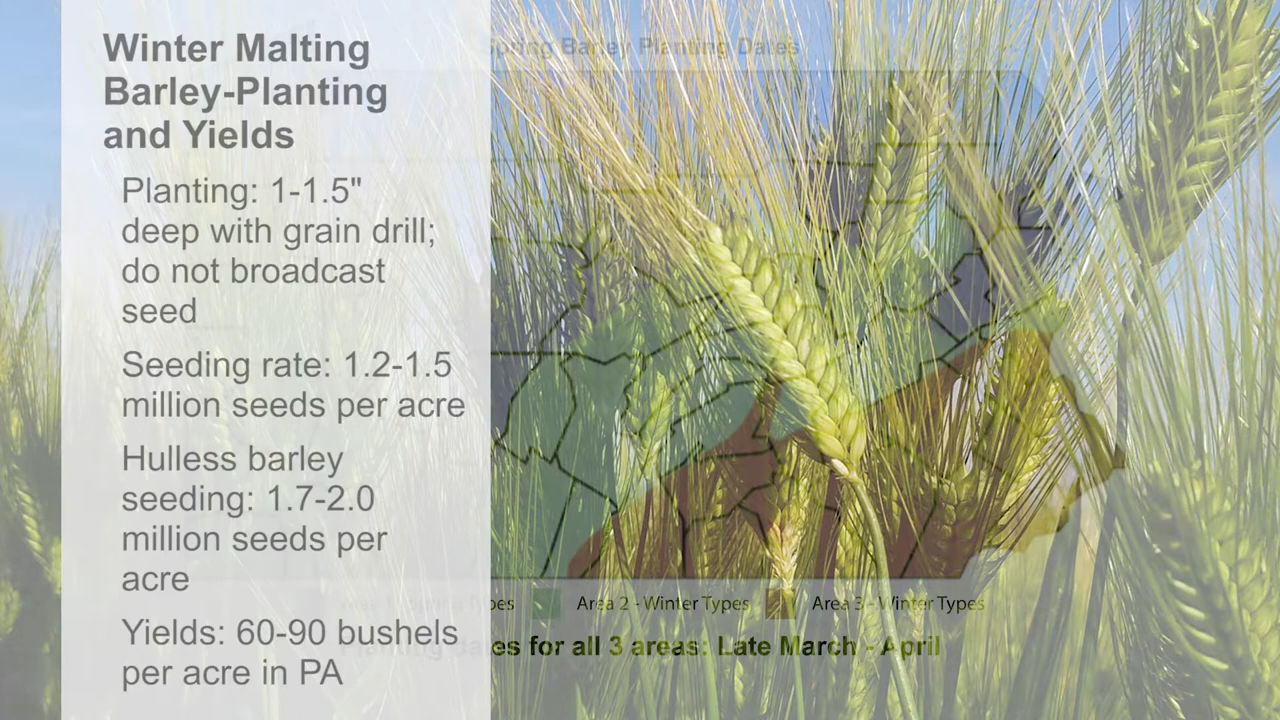 Winter Malting
Barley-Planting
and Yields
Planting: 1-1.5"
deep with grain drill;
do not broadcast
seed
Seeding rate: 1.2-1.5
million seeds per acre
Hulless barley
seeding: 1.7-2.0
million seeds per
acre
Yields: 60-90 bushels
per acre in PA
Spring Barley Planting Dates
Types
Area 2 - Winter Types
Area 3 - Winter Types
Planting Dates for all 3 areas: Late March - April